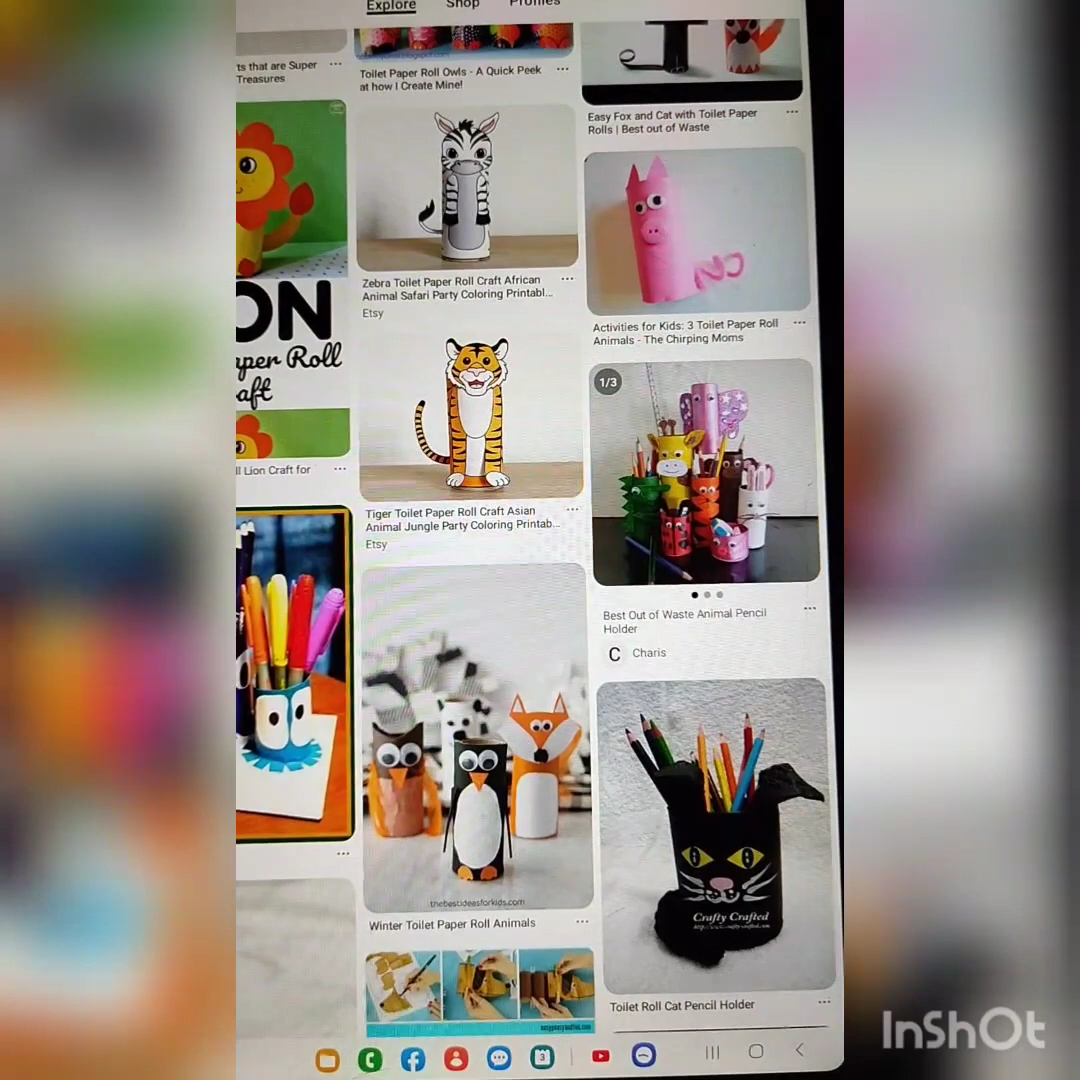 Explore Shop Profiles
ts that are Super
Treasures
ON
aper Roll
aft
ll Lion Craft for
Toilet Paper Roll Owls - A Quick Peek
at how I Create Mine!
Zebra Toilet Paper Roll Craft African
Animal Safari Party Coloring Printabl...
Etsy
Tiger Toilet Paper Roll Craft Asian
Animal Jungle Party Coloring Printab...
Etsy
thebestideasforkids.com
Winter Toilet Paper Roll Animals
Easy Fox and Cat with Toilet Paper
Rolls | Best out of Waste
Activities for Kids: 3 Toilet Paper Roll
Animals - The Chirping Moms
1/3
Best Out of Waste Animal Pencil
Holder
C Charis
Crafty Crafted
Toilet Roll Cat Pencil Holder
3
InShOt